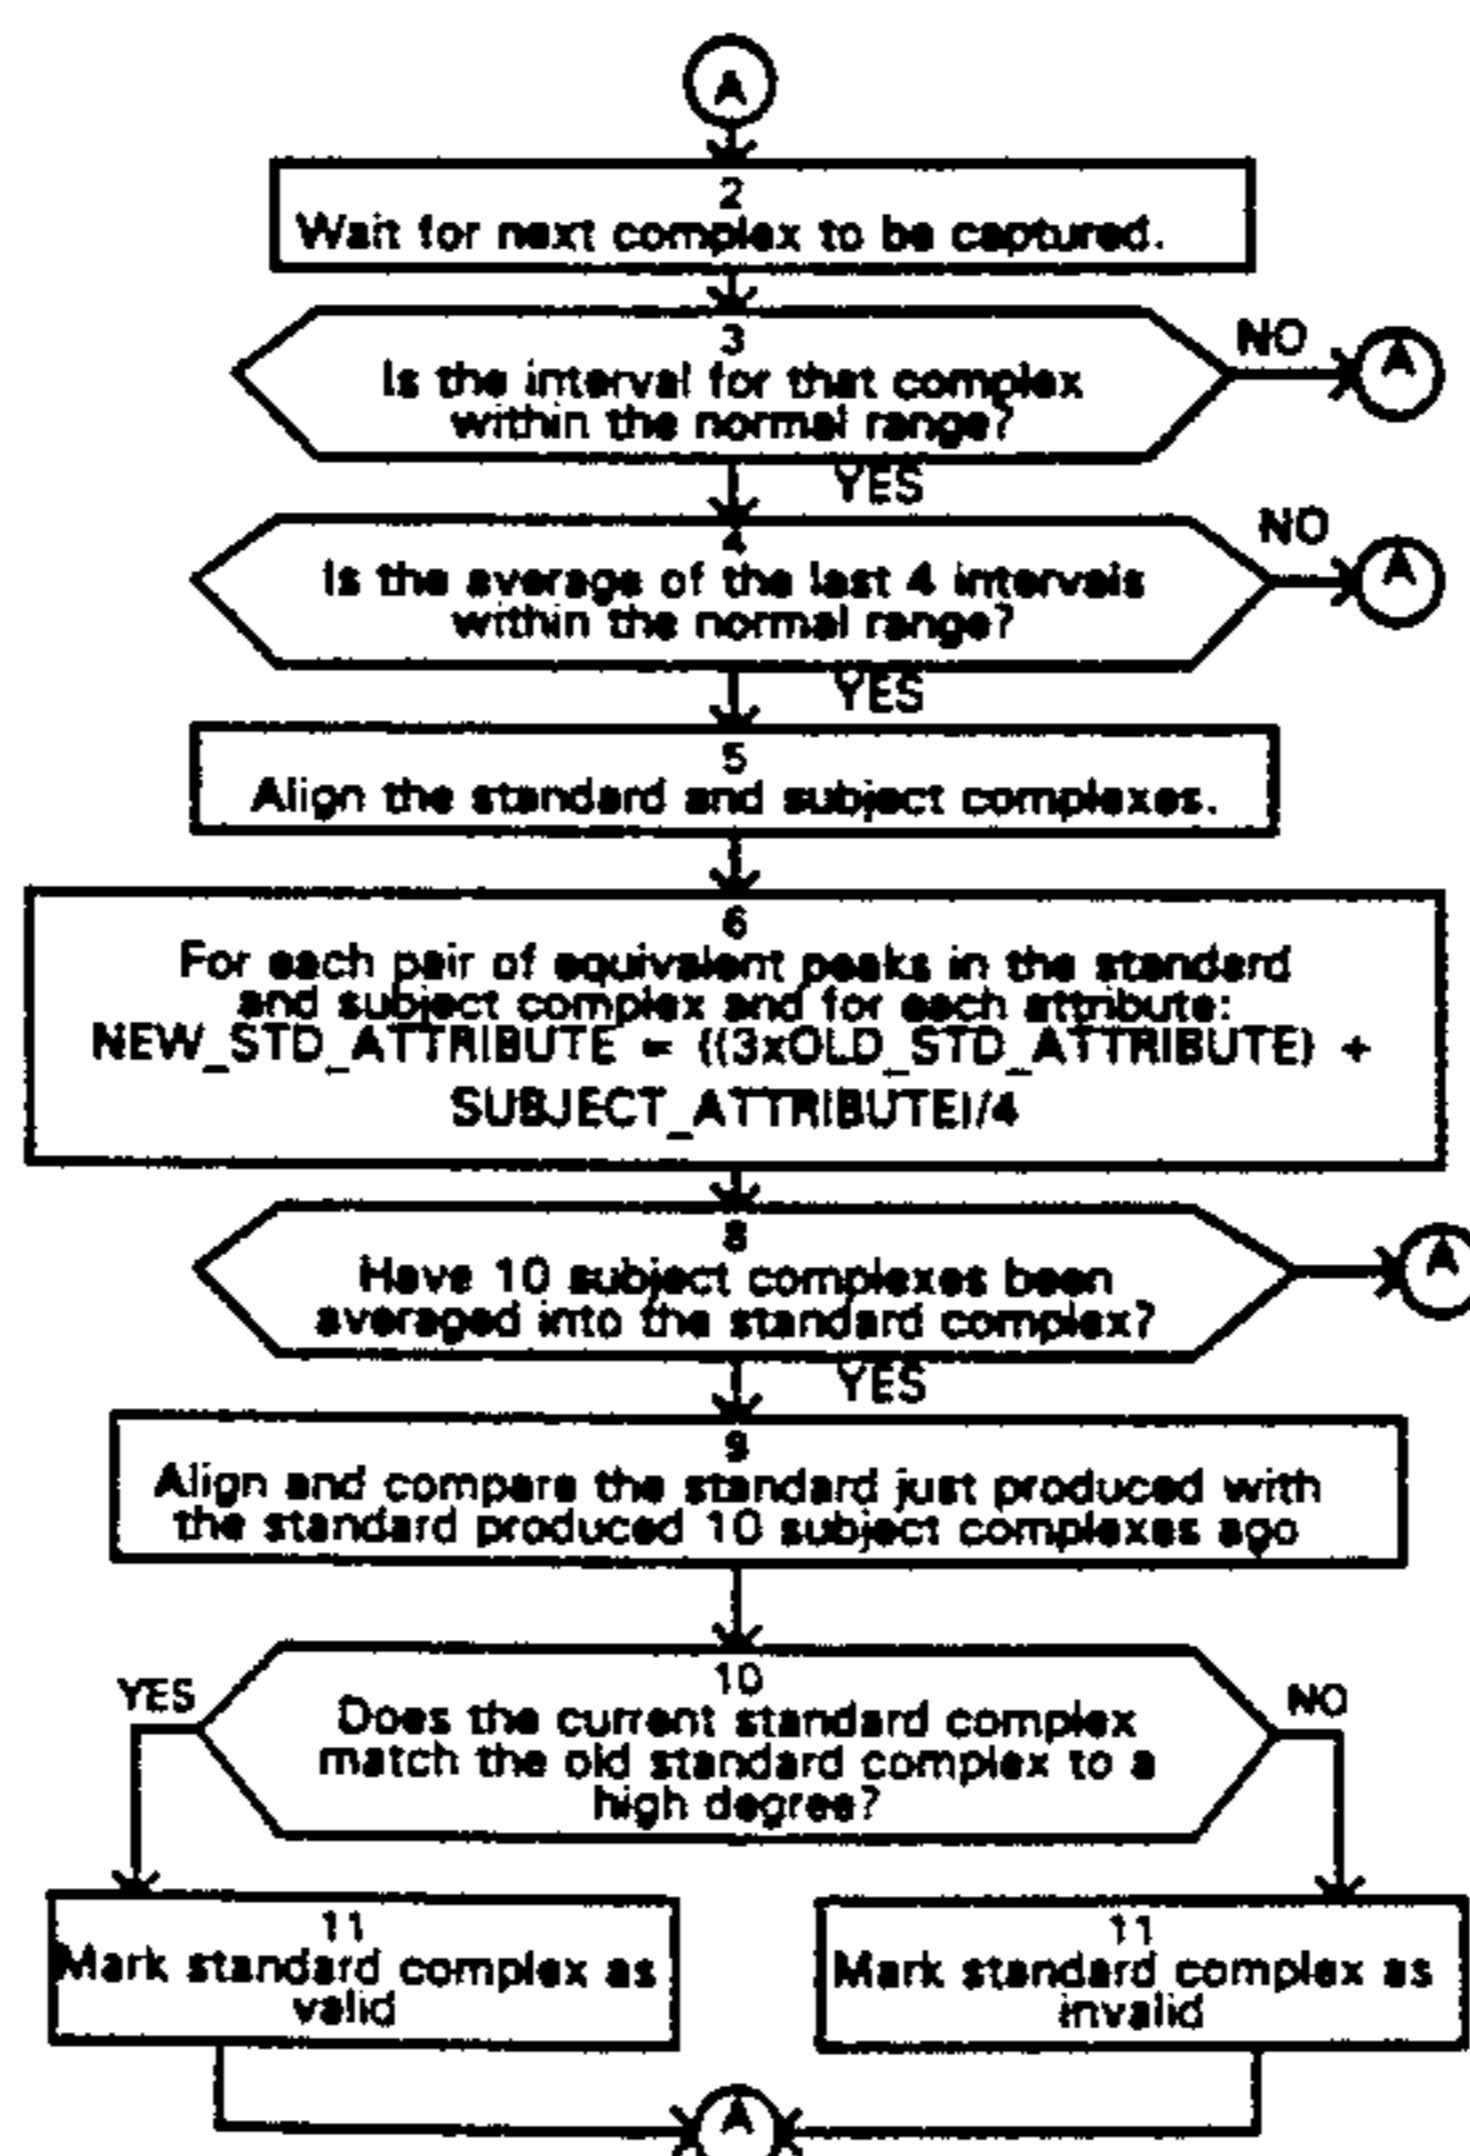 A
2
Wait for next complex to be captured.
3
Is the interval for that complex
within the normal range?
NO
A
YES
4
Is the average of the last 4 intervals
within the normal range?
NO
A
YES
5
Align the standard and subject complexes.
6
For each pair of equivalent peaks in the standard
and subject complex and for each attribute:
NEW_STD_ATTRIBUTE = ((3xOLD_STD_ATTRIBUTE) +
SUBJECT_ATTRIBUTE)/4
8
Have 10 subject complexes been
averaged into the standard complex?
A
YES
9
Align and compare the standard just produced with
the standard produced 10 subject complexes ago
10
Does the current standard complex
match the old standard complex to a
high degree?
YES
NO
11
Mark standard complex as
valid
11
Mark standard complex as
invalid
A